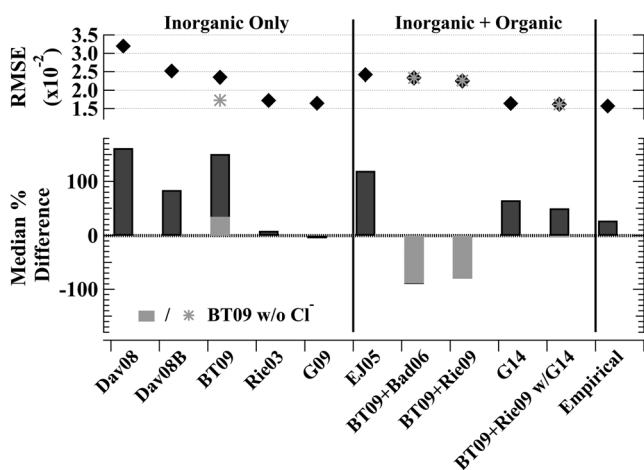 Inorganic Only
Inorganic + Organic
RMSE
(x10⁻²)
3.5
3.0
2.5
2.0
1.5
Median %
Difference
100
0
-100
/ BT09 w/o Cl⁻
Dav08
Dav08B
BT09
Rie03
G09
EJ05
BT09+Bad06
BT09+Rie09
G14
BT09+Rie09 w/G14
Empirical